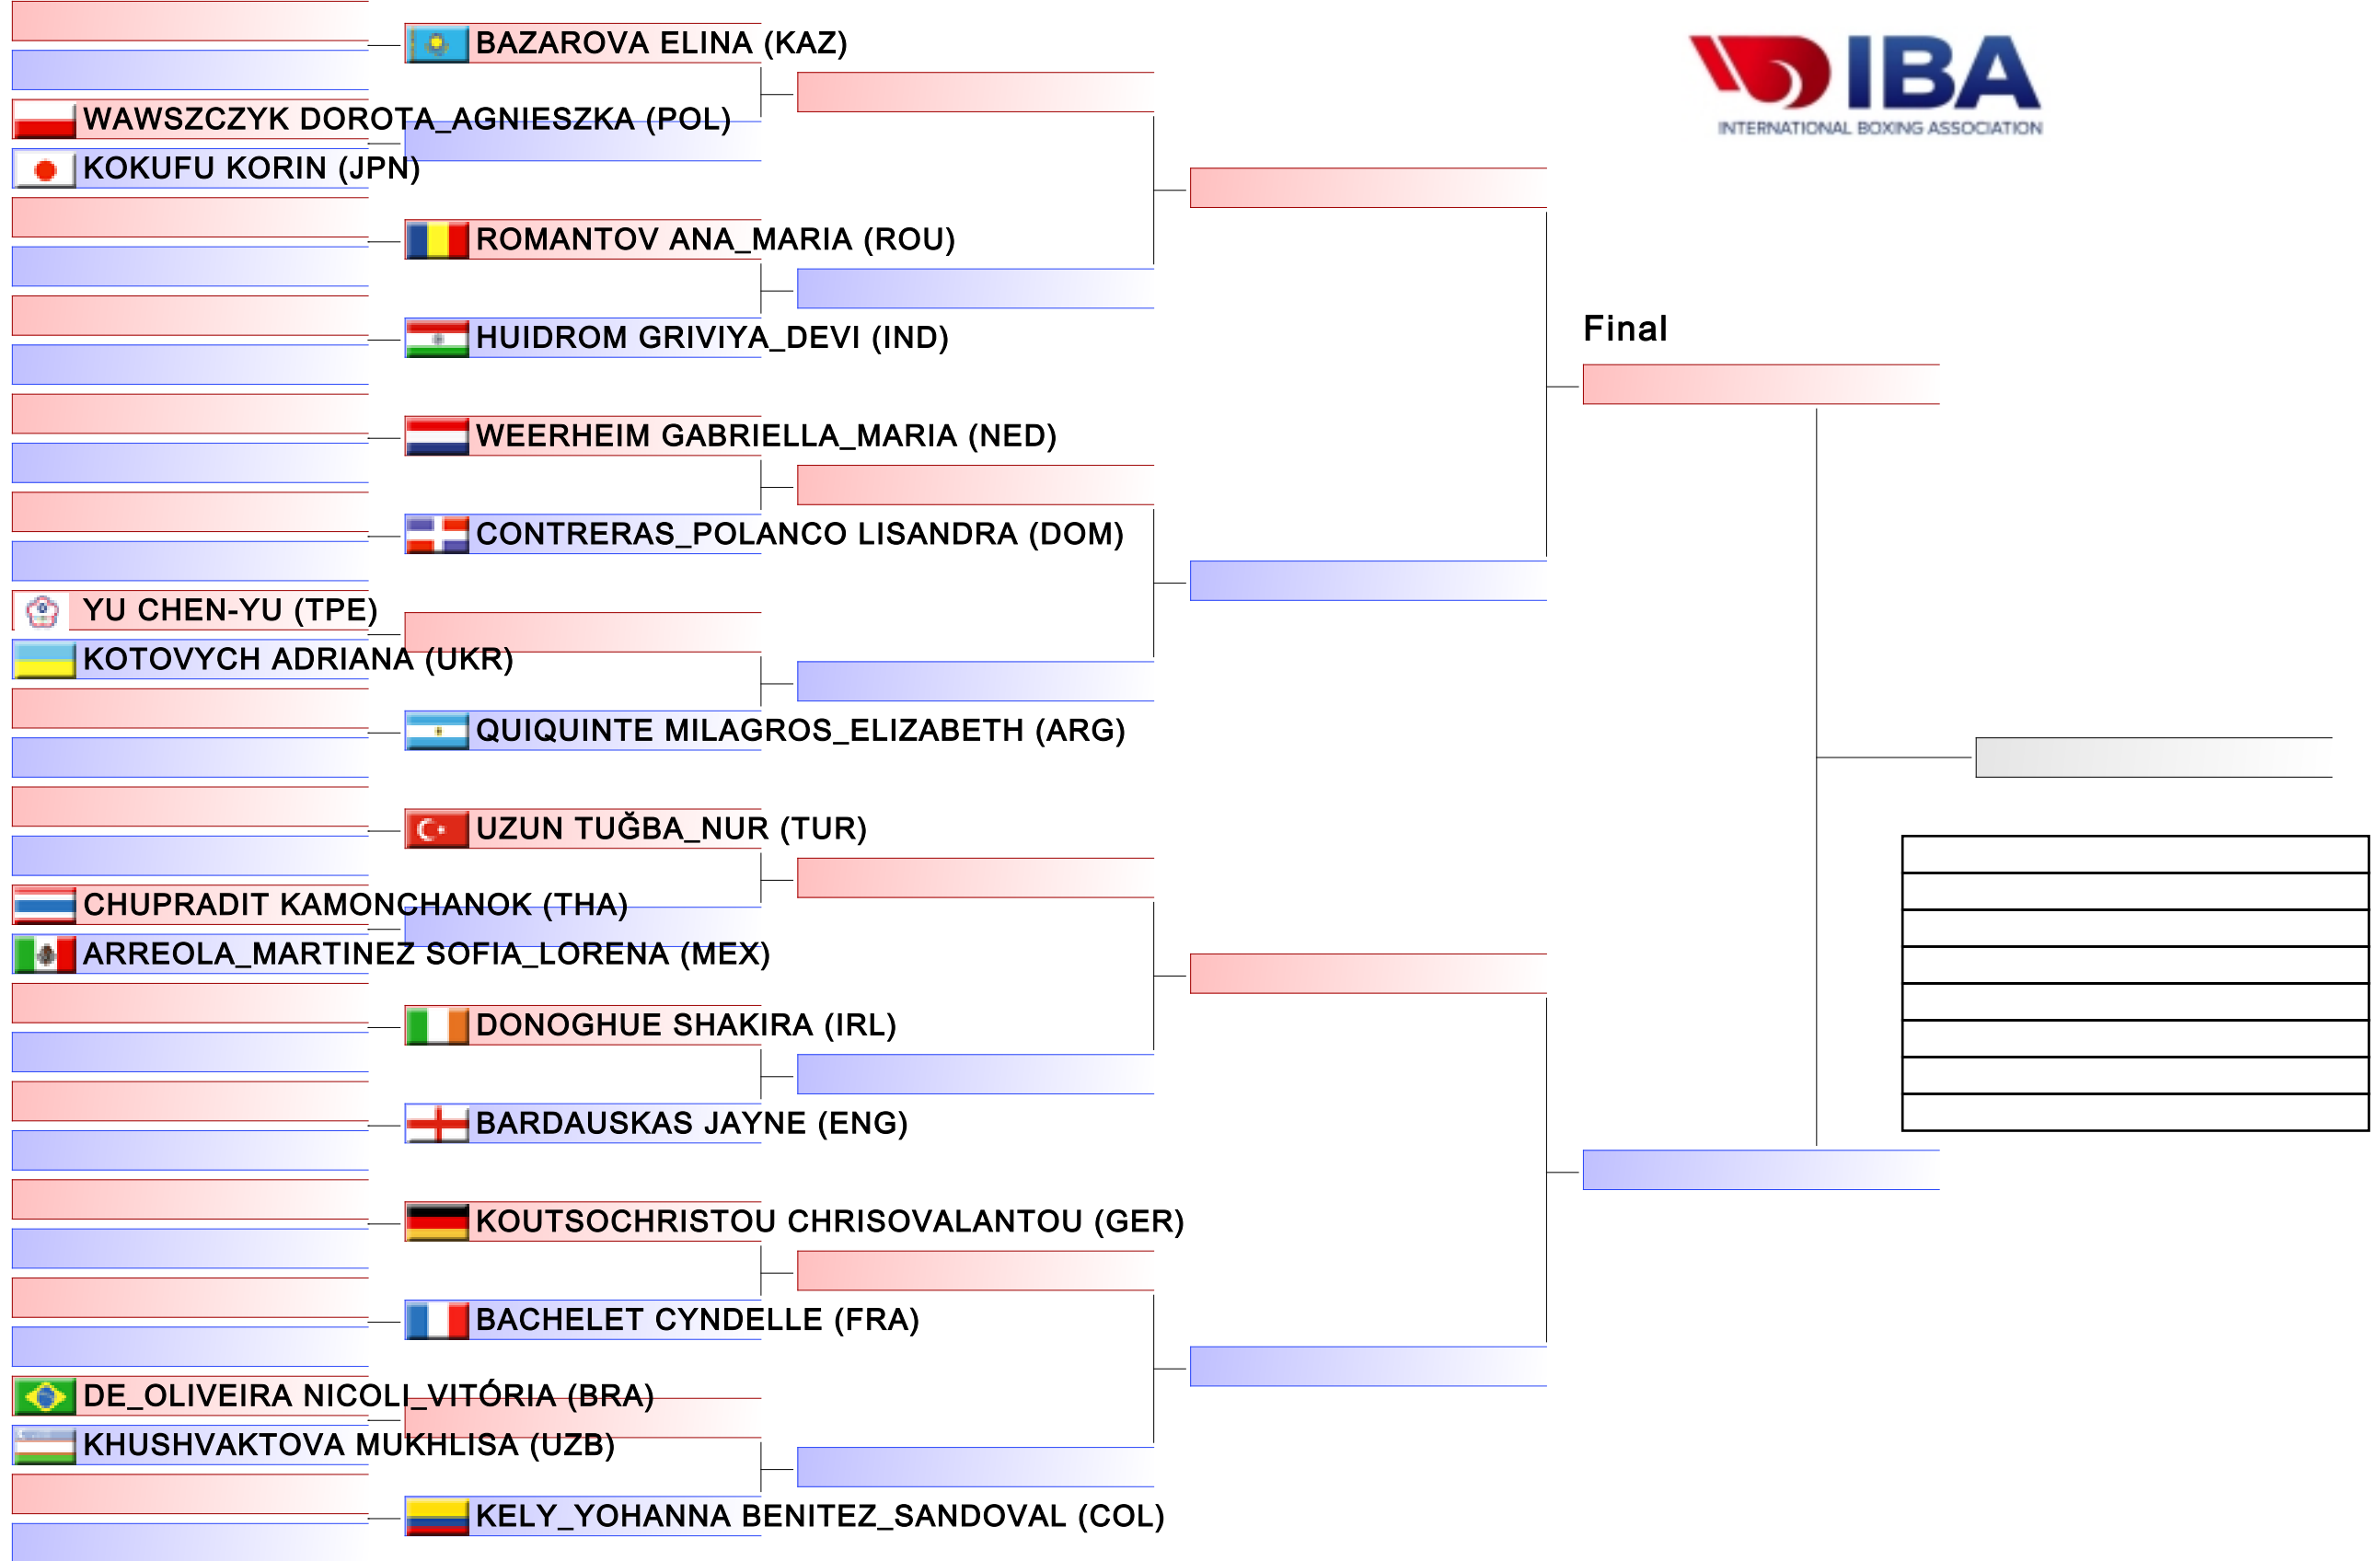 BAZAROVA ELINA (KAZ)
IBA
INTERNATIONAL BOXING ASSOCIATION
WAWSZCZYK DOROTA_AGNIESZKA (POL)
KOKUFU KORIN (JPN)
ROMANTOV ANA_MARIA (ROU)
HUIDROM GRIVIYA_DEVI (IND)
Final
WEERHEIM GABRIELLA_MARIA (NED)
CONTRERAS_POLANCO LISANDRA (DOM)
YU CHEN-YU (TPE)
KOTOVYCH ADRIANA (UKR)
QUIQUINTE MILAGROS_ELIZABETH (ARG)
UZUN TUĞBA_NUR (TUR)
CHUPRADIT KAMONCHANOK (THA)
ARREOLA_MARTINEZ SOFIA_LORENA (MEX)
DONOGHUE SHAKIRA (IRL)
BARDAUSKAS JAYNE (ENG)
KOUTSOCHRISTOU CHRISOVALANTOU (GER)
BACHELET CYNDELLE (FRA)
DE_OLIVEIRA NICOLI_VITÓRIA (BRA)
KHUSHVAKTOVA MUKHLISA (UZB)
KELY_YOHANNA BENITEZ_SANDOVAL (COL)